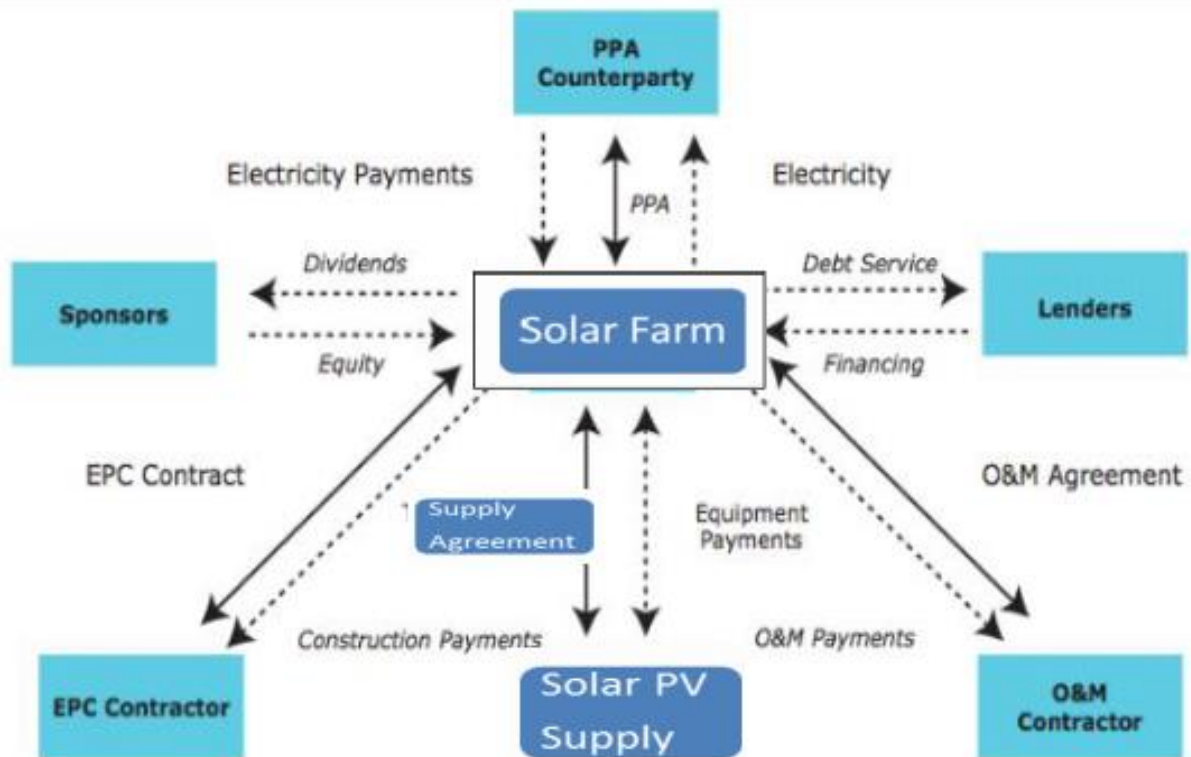 PPA
Counterparty
Electricity Payments
PPA
Electricity
Dividends
Debt Service
Sponsors
Solar Farm
Lenders
Equity
Financing
EPC Contract
O&M Agreement
Supply
Agreement
Equipment
Payments
Construction Payments
O&M Payments
EPC Contractor
Solar PV
Supply
O&M
Contractor